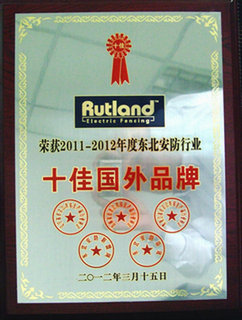 十佳
Rutland
Electric Fencing
荣获2011-2012年度东北安防行业
十佳国外品牌
二〇一二年三月十五日